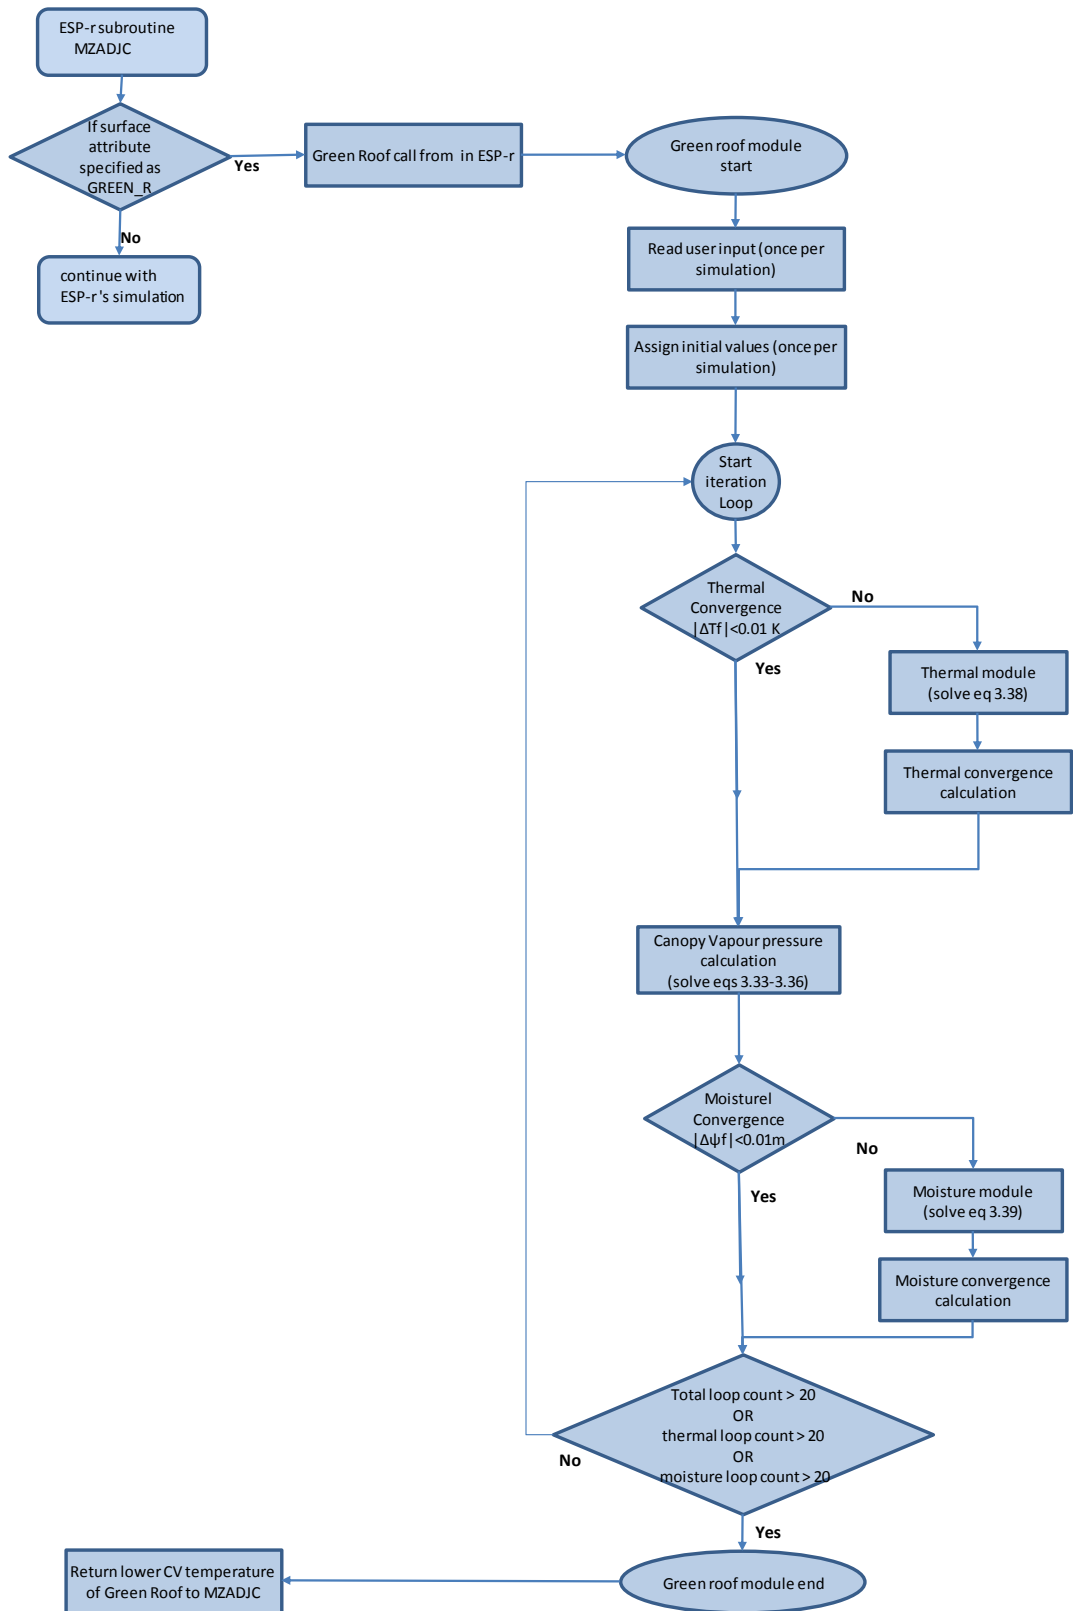 ESP-r subroutine
MZADJC
If surface
attribute
specified as
GREEN_R
Yes
Green Roof call from in ESP-r
Green roof module
start
No
continue with
ESP-r 's simulation
Read user input (once per
simulation)
Assign initial values (once per
simulation)
Start
iteration
Loop
Thermal
Convergence
|ΔTf|<0.01 K
No
Yes
Thermal module
(solve eq 3.38)
Thermal convergence
calculation
Canopy Vapour pressure
calculation
(solve eqs 3.33-3.36)
Moisturel
Convergence
|Δψf|<0.01m
No
Yes
Moisture module
(solve eq 3.39)
Moisture convergence
calculation
Total loop count > 20
OR
thermal loop count > 20
OR
moisture loop count > 20
No
Yes
Green roof module end
Return lower CV temperature
of Green Roof to MZADJC